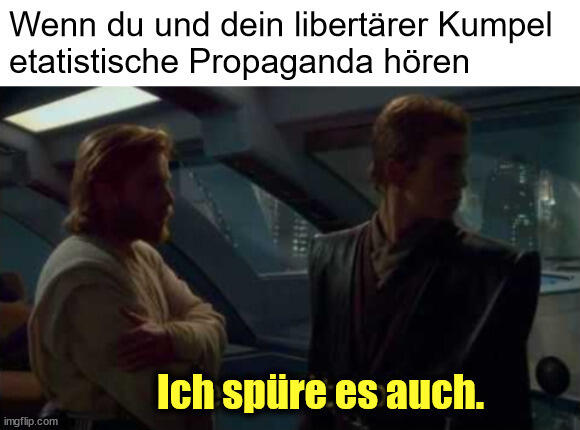 Wenn du und dein libertärer Kumpel
etatistische Propaganda hören
Ich spüre es auch.
imgflip.com